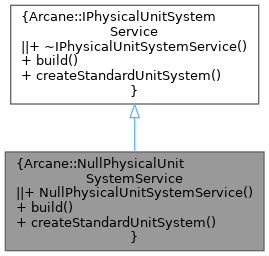 {Arcane::IPhysicalUnitSystem
Service
||+ ~IPhysicalUnitSystemService()
+ build()
+ createStandardUnitSystem()
}
{Arcane::NullPhysicalUnit
SystemService
||+ NullPhysicalUnitSystemService()
+ build()
+ createStandardUnitSystem()
}